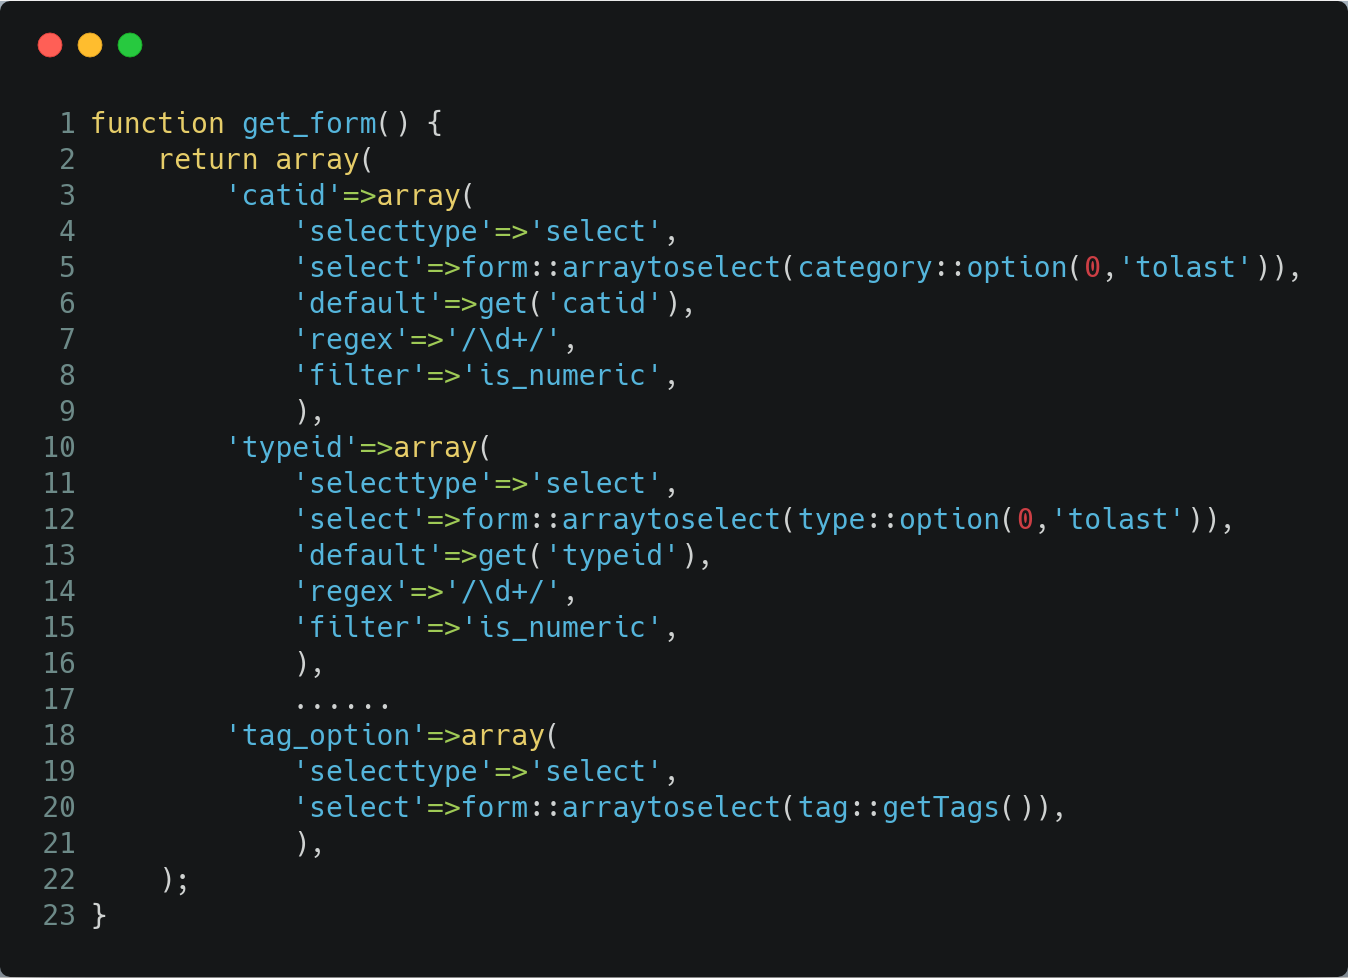 1 function get_form() {
2     return array(
3         'catid'=>array(
4             'selecttype'=>'select',
5             'select'=>form::arraytoselect(category::option(0,'tolast')),
6             'default'=>get('catid'),
7             'regex'=>'/\d+/',
8             'filter'=>'is_numeric',
9             ),
10         'typeid'=>array(
11             'selecttype'=>'select',
12             'select'=>form::arraytoselect(type::option(0,'tolast')),
13             'default'=>get('typeid'),
14             'regex'=>'/\d+/',
15             'filter'=>'is_numeric',
16             ),
17             ......
18         'tag_option'=>array(
19             'selecttype'=>'select',
20             'select'=>form::arraytoselect(tag::getTags()),
21             ),
22     );
23 }